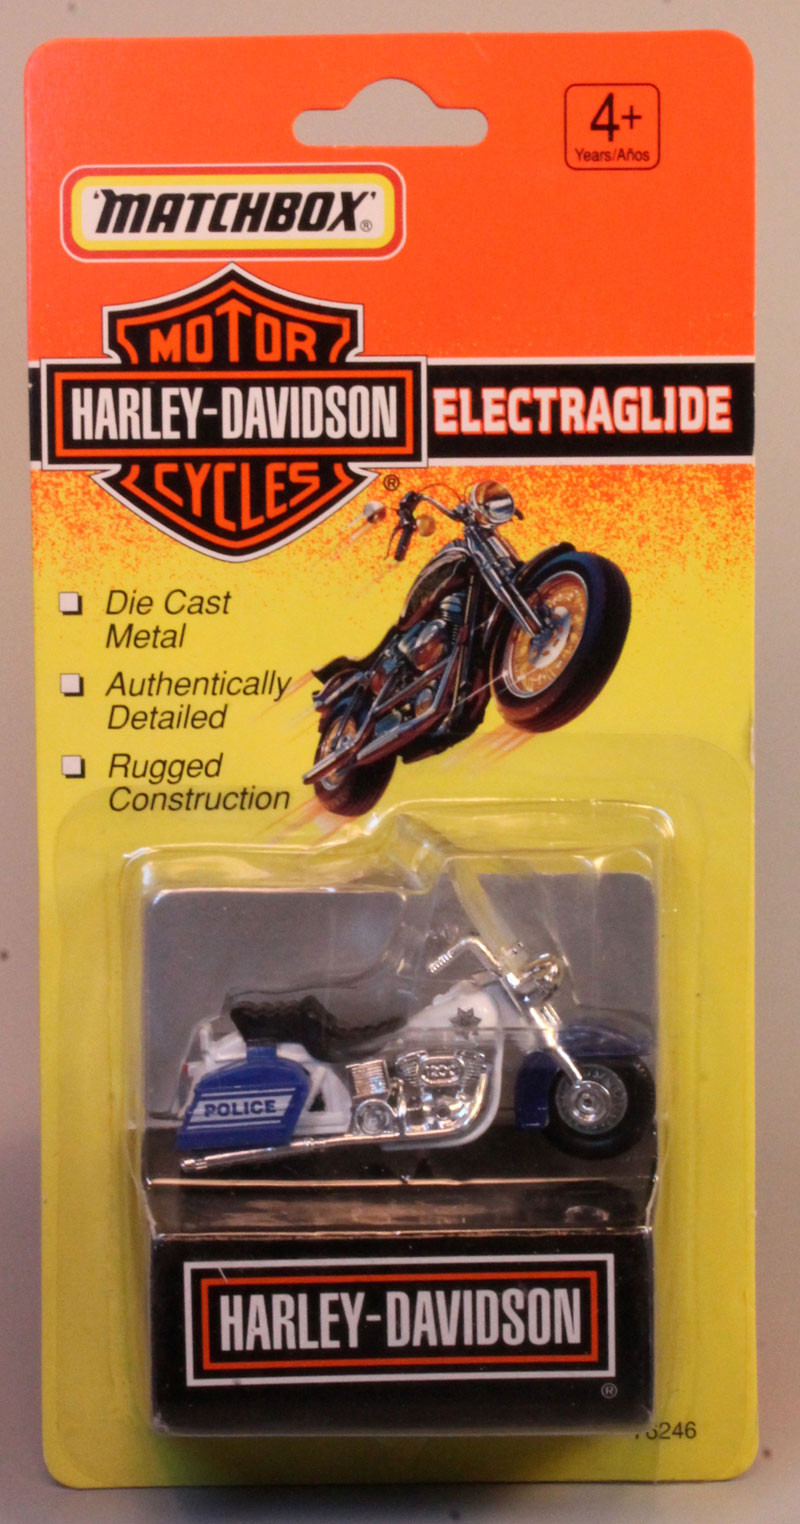 4+
Years/Años
'MATCHBOX'®
MOTOR
HARLEY-DAVIDSON
CYCLES
®
ELECTRAGLIDE
Die Cast
Metal
Authentically
Detailed
Rugged
Construction
1200
POLICE
HARLEY-DAVIDSON
®